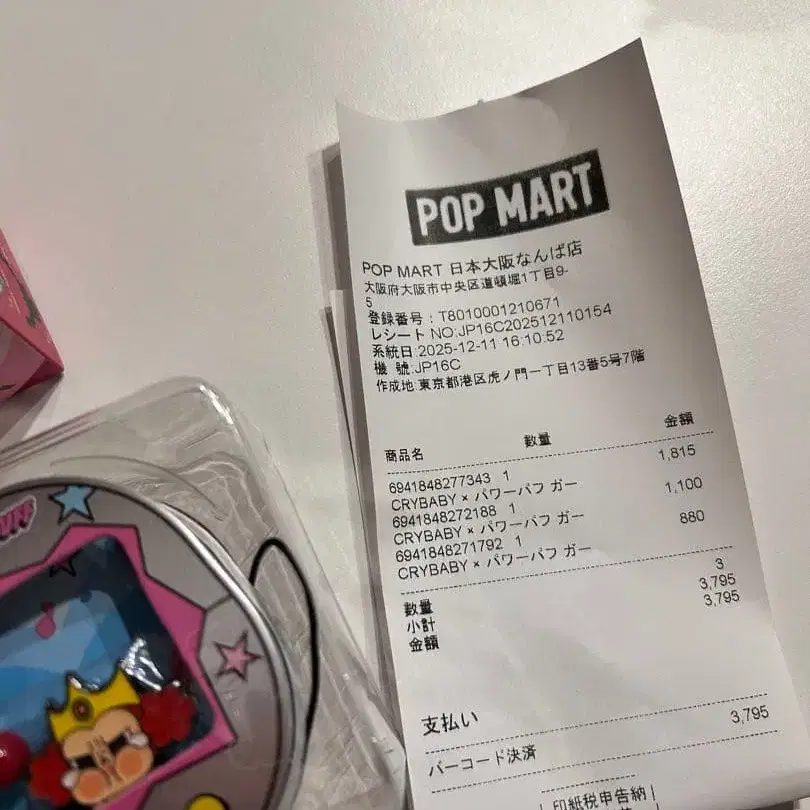 POP MART
POP MART 日本大阪なんば店
大阪府大阪市中央区道頓堀1丁目9-
5
登録番号：T8010001210671
レシート NO:JP16C202512110154
系統日:2025-12-11 16:10:52
機 號:JP16C
作成地:東京都港区虎ノ門一丁目13番5号7階
商品名 数量 金額
6941848277343 1 1,815
CRYBABY × パワーパフ ガー
6941848272188 1 1,100
CRYBABY × パワーパフ ガー
6941848271792 1 880
CRYBABY × パワーパフ ガー
数量 3
小計 3,795
金額 3,795
支払い
バーコード決済 3,795
印紙税申告納
UFF